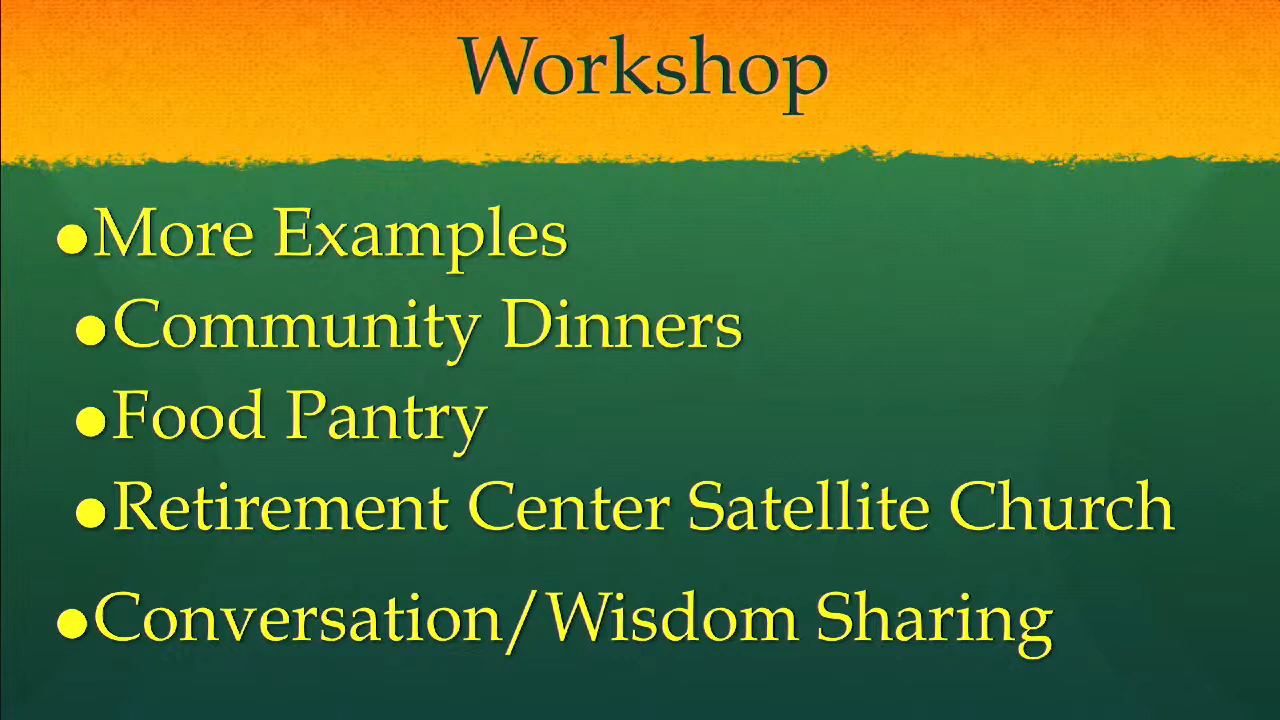 Workshop
●More Examples
●Community Dinners
●Food Pantry
●Retirement Center Satellite Church
●Conversation/Wisdom Sharing